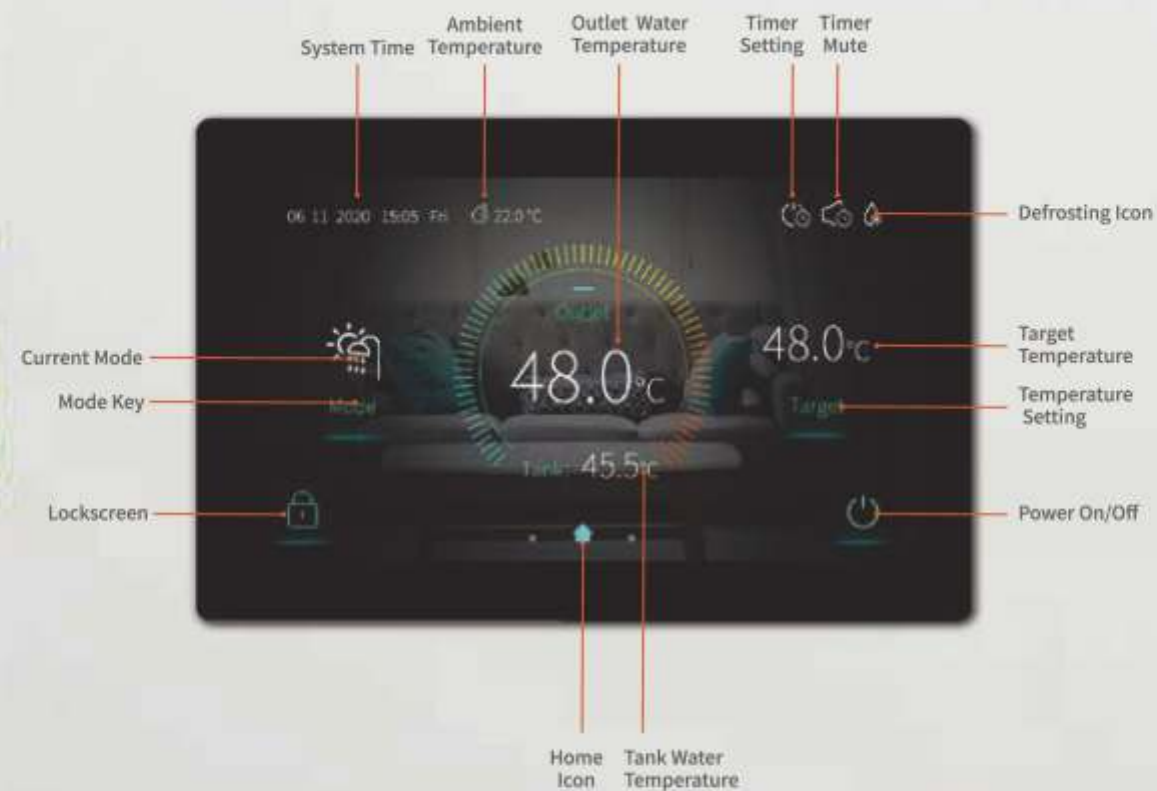 System Time
Ambient
Temperature
Outlet Water
Temperature
Timer
Setting
Timer
Mute
06 11 2020 15:05 Fri 22.0°C
Defrosting Icon
Outlet
48.0°C
48.0°C
Target
Temperature
Current Mode
Mode Key
Mode
Target
Temperature
Setting
Tank 45.5°C
Lockscreen
Power On/Off
Home
Icon
Tank Water
Temperature